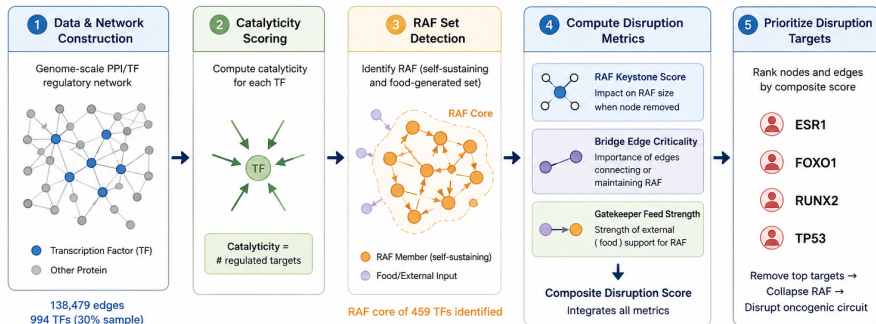 1 Data & Network
Construction
Genome-scale PPI/TF
regulatory network
Transcription Factor (TF)
Other Protein
138,479 edges
994 TFs (30% sample)
2 Catalyticity
Scoring
Compute catalyticity
for each TF
TF
Catalyticity =
# regulated targets
3 RAF Set
Detection
Identify RAF (self-sustaining
and food-generated set)
RAF Core
RAF Member (self-sustaining)
Food/External Input
RAF core of 459 TFs identified
4 Compute Disruption
Metrics
RAF Keystone Score
Impact on RAF size
when node removed
Bridge Edge Criticality
Importance of edges
connecting or
maintaining RAF
Gatekeeper Feed Strength
Strength of external
( food ) support for RAF
Composite Disruption Score
Integrates all metrics
5 Prioritize Disruption
Targets
Rank nodes and edges
by composite score
ESR1
FOXO1
RUNX2
TP53
Remove top targets →
Collapse RAF →
Disrupt oncogenic circuit